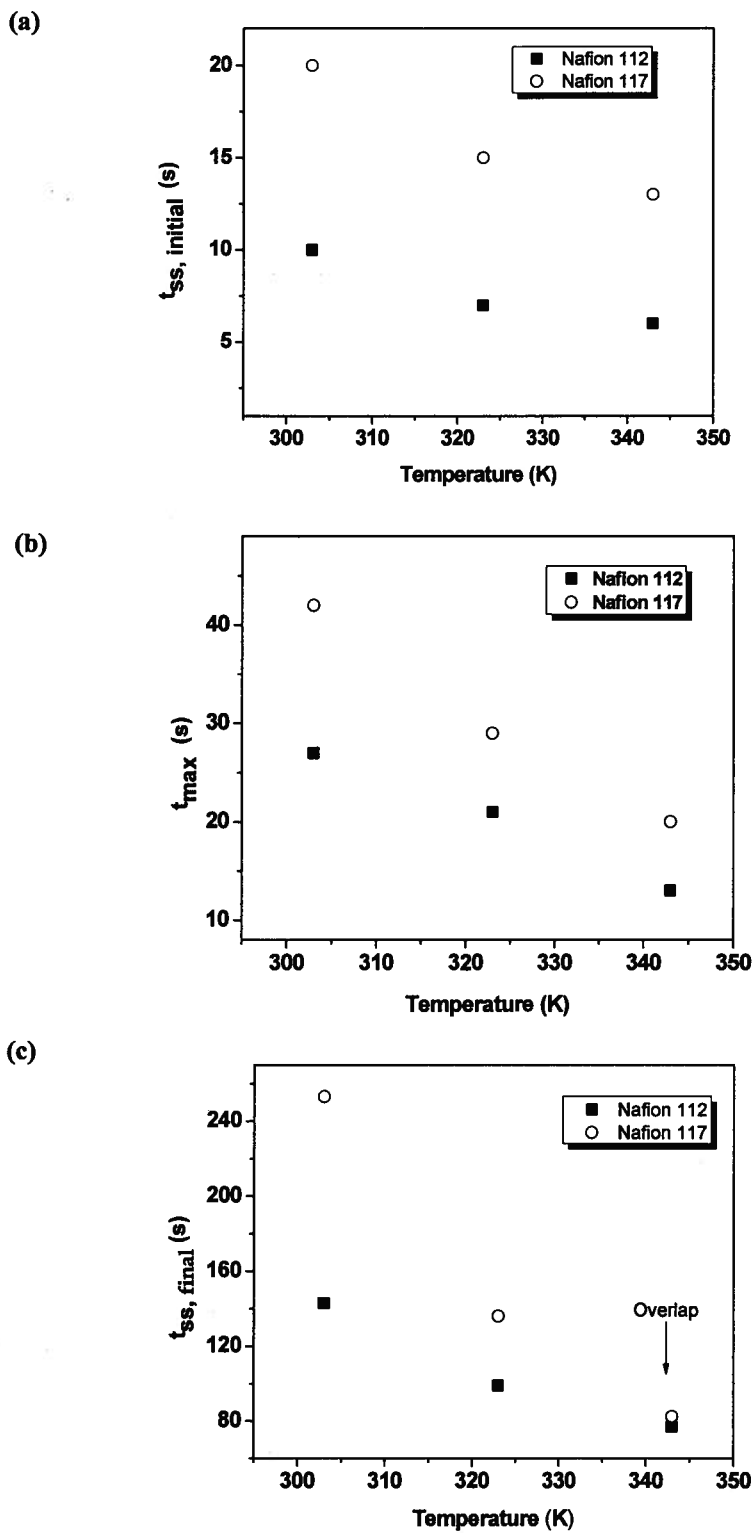 (a)
Nafion 112
Nafion 117
20
15
10
5
tss, initial (s)
300 310 320 330 340 350
Temperature (K)
(b)
Nafion 112
Nafion 117
40
30
20
10
tmax (s)
300 310 320 330 340 350
Temperature (K)
(c)
Nafion 112
Nafion 117
240
200
160
120
80
tss, final (s)
Overlap
300 310 320 330 340 350
Temperature (K)